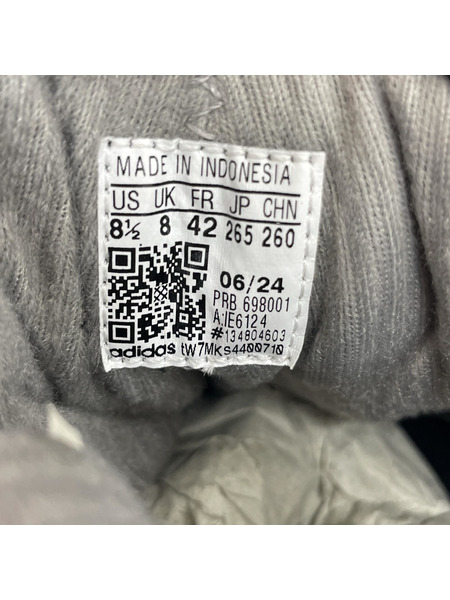 MADE IN INDONESIA
US UK FR JP CHN
8½ 8 42 265 260
06/24
PRB 698001
A:IE6124
#134804603
adidas tW7MKs4400710